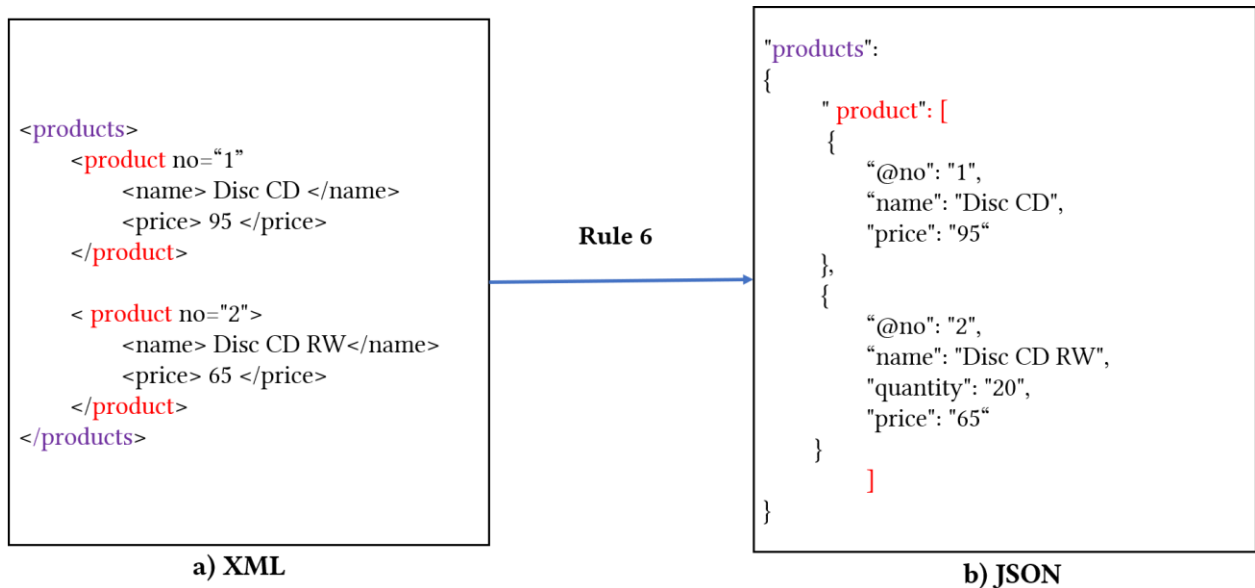 <products>
<product no=“1”
<name> Disc CD </name>
<price> 95 </price>
</product>
< product no="2">
<name> Disc CD RW</name>
<price> 65 </price>
</product>
</products>
a) XML
Rule 6
"products":
{
" product": [
{
“@no": "1",
“name": "Disc CD",
"price": "95“
},
{
“@no": "2",
“name": "Disc CD RW",
"quantity": "20",
"price": "65“
}
]
}
b) JSON